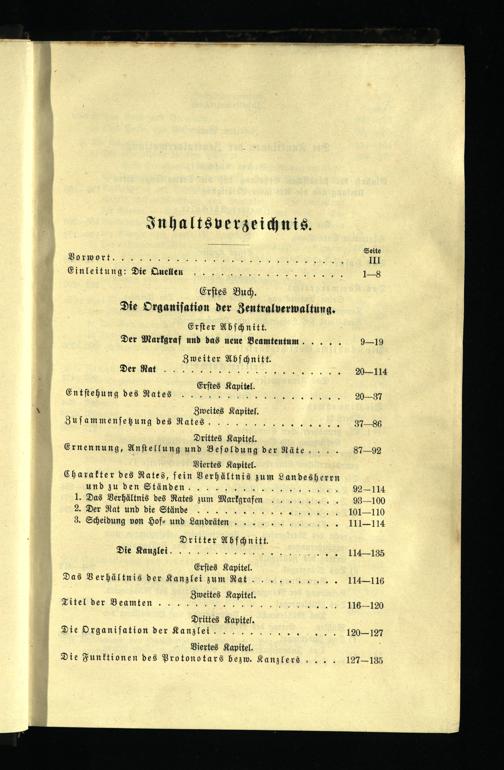 Inhaltsverzeichnis.
Seite
Vorwort. . . . . . . . . . . . . . . . . . . . . . . . . . III
Einleitung: Die Quellen . . . . . . . . . . . . . . . . . 1—8
Erstes Buch.
Die Organisation der Zentralverwaltung.
Erster Abschnitt.
Der Markgraf und das neue Beamtentum . . . . . 9—19
Zweiter Abschnitt.
Der Rat . . . . . . . . . . . . . . . . . . . . 20—114
Erstes Kapitel.
Entstehung des Rates . . . . . . . . . . . . . . . . . 20—37
Zweites Kapitel.
Zusammensetzung des Rates . . . . . . . . . . . . . . 37—86
Drittes Kapitel.
Ernennung, Anstellung und Besoldung der Räte . . . . 87—92
Viertes Kapitel.
Charakter des Rates, sein Verhältnis zum Landesherrn
und zu den Ständen . . . . . . . . . . . . . . . . 92—114
1. Das Verhältnis des Rates zum Markgrafen . . . . . . . . 93—100
2. Der Rat und die Stände . . . . . . . . . . . . . . . . 101—110
3. Scheidung von Hof- und Landräten . . . . . . . . . . . 111—114
Dritter Abschnitt.
Die Kanzlei . . . . . . . . . . . . . . . . . . . 114—135
Erstes Kapitel.
Das Verhältnis der Kanzlei zum Rat . . . . . . . . . . 114—116
Zweites Kapitel.
Titel der Beamten . . . . . . . . . . . . . . . . . . . 116—120
Drittes Kapitel.
Die Organisation der Kanzlei . . . . . . . . . . . . . 120—127
Viertes Kapitel.
Die Funktionen des Protonotars bezw. Kanzlers . . . . 127—135